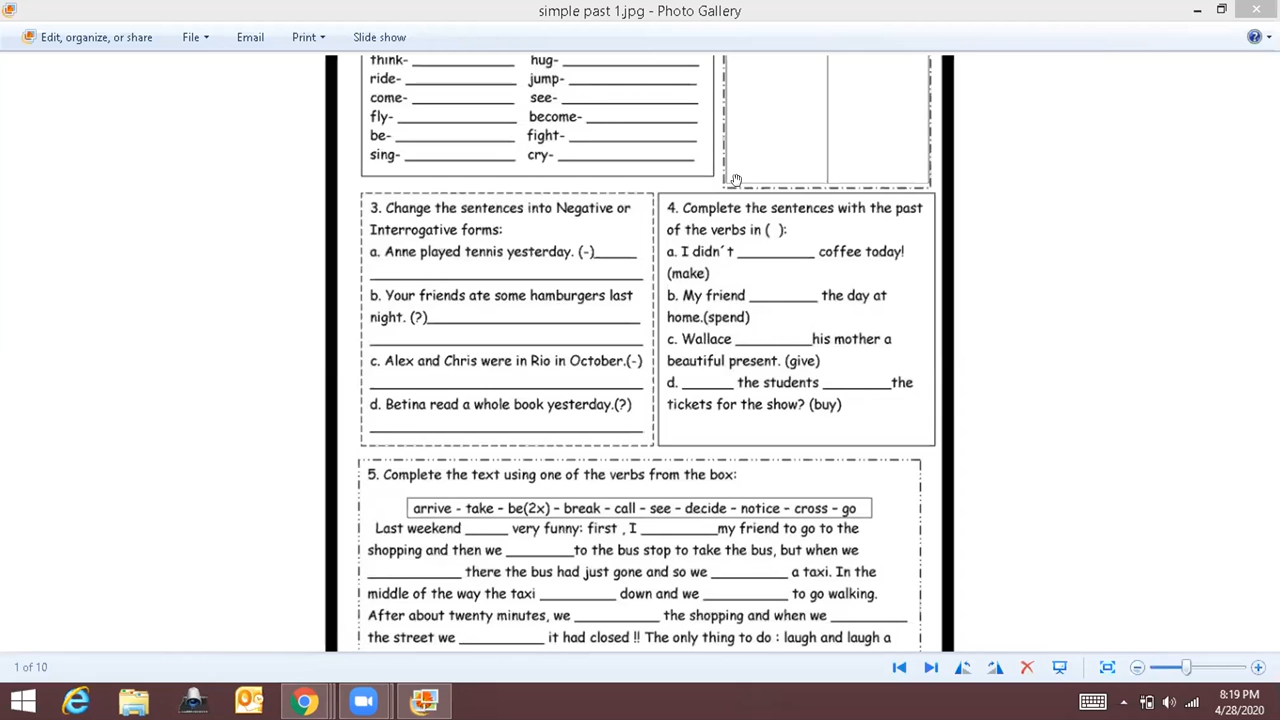 simple past 1.jpg - Photo Gallery
Edit, organize, or share File Email Print Slide show
think- ____________ hug- ____________
ride- ____________ jump- ____________
come- ____________ see- ____________
fly- ____________ become- ____________
be- ____________ fight- ____________
sing- ____________ cry- ____________
3. Change the sentences into Negative or
Interrogative forms:
a. Anne played tennis yesterday. (-)______
____________
b. Your friends ate some hamburgers last
night. (?)____________
____________
c. Alex and Chris were in Rio in October.(-)
____________
d. Betina read a whole book yesterday.(?)
____________
4. Complete the sentences with the past
of the verbs in ( ):
a. I didn´t __________ coffee today!
(make)
b. My friend _________ the day at
home.(spend)
c. Wallace __________his mother a
beautiful present. (give)
d. _______ the students _________the
tickets for the show? (buy)
5. Complete the text using one of the verbs from the box:
arrive - take - be(2x) - break - call - see - decide - notice - cross - go
Last weekend ______ very funny: first , I __________my friend to go to the
shopping and then we _________to the bus stop to take the bus, but when we
____________ there the bus had just gone and so we __________ a taxi. In the
middle of the way the taxi __________ down and we ___________ to go walking.
After about twenty minutes, we ___________ the shopping and when we __________
the street we ___________ it had closed !! The only thing to do : laugh and laugh a
1 of 10
8:19 PM
4/28/2020